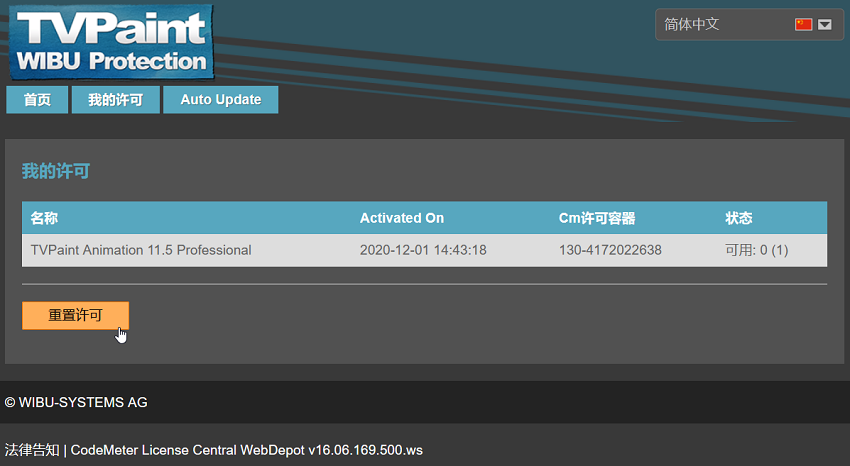 TVPaint
WIBU Protection
简体中文
首页 我的许可 Auto Update
我的许可
名称 Activated On Cm许可容器 状态
TVPaint Animation 11.5 Professional 2020-12-01 14:43:18 130-4172022638 可用: 0 (1)
重置许可
© WIBU-SYSTEMS AG
法律告知 | CodeMeter License Central WebDepot v16.06.169.500.ws